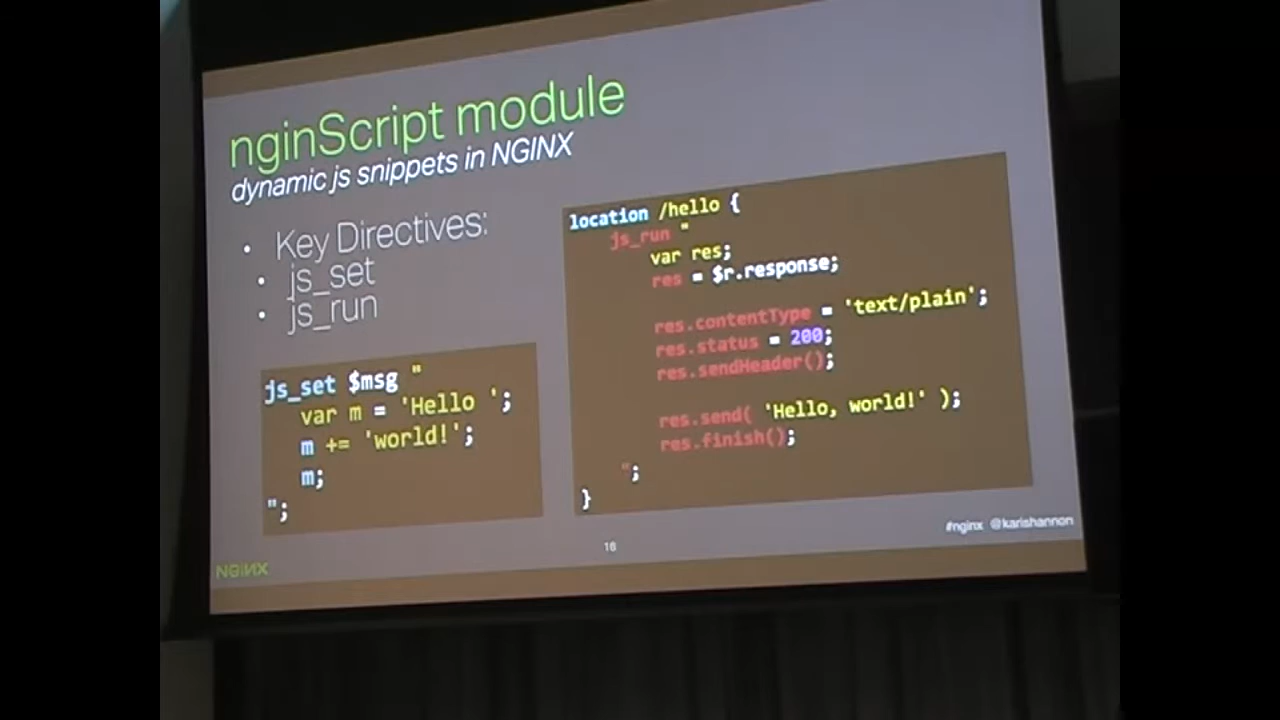 nginScript module
dynamic js snippets in NGINX
• Key Directives:
• js_set
• js_run
js_set $msg "
var m = 'Hello ';
m += 'world!';
m;
";
location /hello {
js_run "
var res;
res = $r.response;
res.contentType = 'text/plain';
res.status = 200;
res.sendHeader();
res.send( 'Hello, world!' );
res.finish();
";
}
#nginx @karishannon
16
NGINX